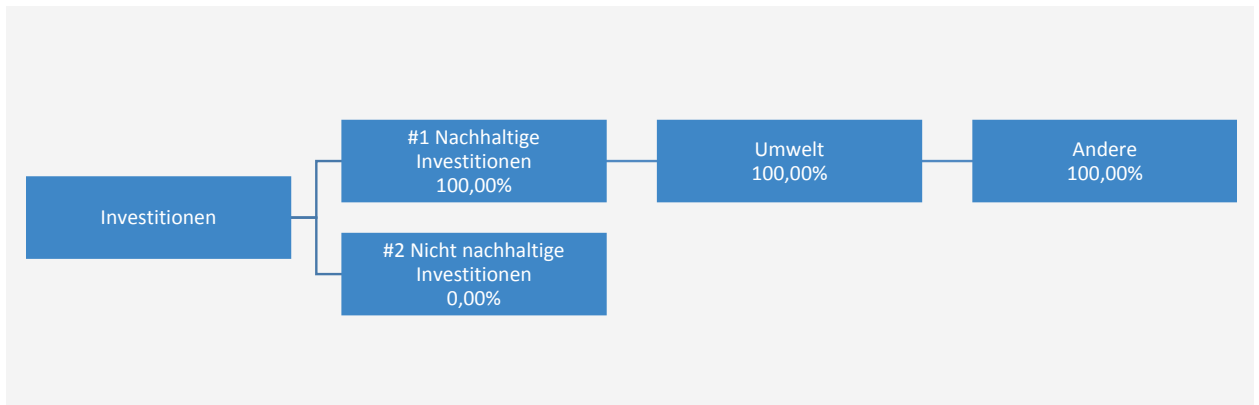 Investitionen
#1 Nachhaltige
Investitionen
100,00%
#2 Nicht nachhaltige
Investitionen
0,00%
Umwelt
100,00%
Andere
100,00%